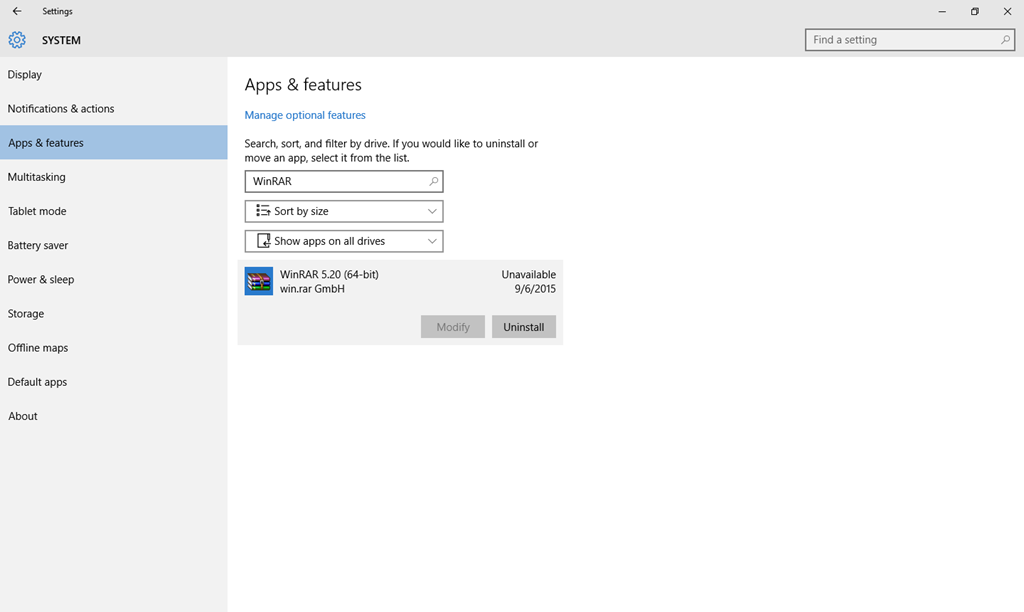 Settings
SYSTEM
Find a setting
Display
Notifications & actions
Apps & features
Multitasking
Tablet mode
Battery saver
Power & sleep
Storage
Offline maps
Default apps
About
Apps & features
Manage optional features
Search, sort, and filter by drive. If you would like to uninstall or
move an app, select it from the list.
WinRAR
Sort by size
Show apps on all drives
WinRAR 5.20 (64-bit) Unavailable
win.rar GmbH 9/6/2015
Modify Uninstall